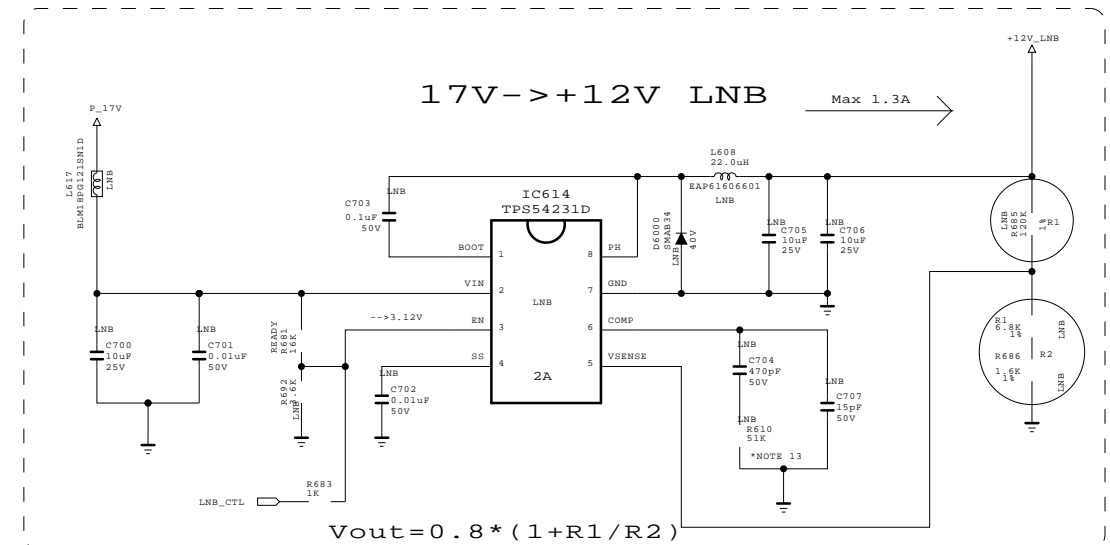 +12V_LNB
17V->+12V LNB
Max 1.3A
P_17V
L617
BLM18PG121SN1D
LNB
L608
22.0uH
EAP61606601
LNB
LNB
C703
0.1uF
50V
IC614
TPS54231D
D6000
SMAB34
40V
LNB
LNB
C705
10uF
25V
LNB
C706
10uF
25V
LNB
R685
120K
1%
R1
BOOT
1
8
PH
VIN
2
7
GND
LNB
EN
3
6
COMP
SS
4
5
VSENSE
2A
-->3.12V
LNB
C700
10uF
25V
LNB
C701
0.01uF
50V
READY
R681
16K
R692
3.6K
LNB
LNB
C702
0.01uF
50V
LNB
C704
470pF
50V
LNB
C707
15pF
50V
LNB
R610
51K
*NOTE 13
R1
6.8K
1%
LNB
R686
R2
1.6K
1%
LNB
R683
1K
LNB_CTL
Vout=0.8*(1+R1/R2)